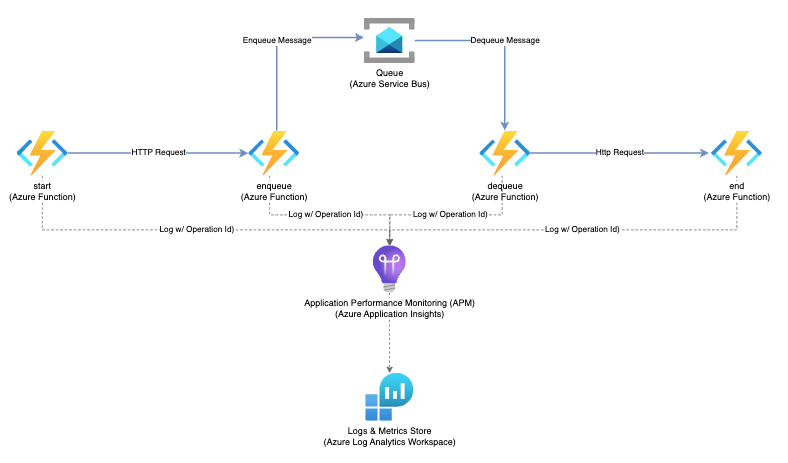 Enqueue Message
Dequeue Message
Queue
(Azure Service Bus)
HTTP Request
Http Request
start
(Azure Function)
enqueue
(Azure Function)
dequeue
(Azure Function)
end
(Azure Function)
Log w/ Operation Id)
Log w/ Operation Id)
Log w/ Operation Id)
Log w/ Operation Id)
Application Performance Monitoring (APM)
(Azure Application Insights)
Logs & Metrics Store
(Azure Log Analytics Workspace)